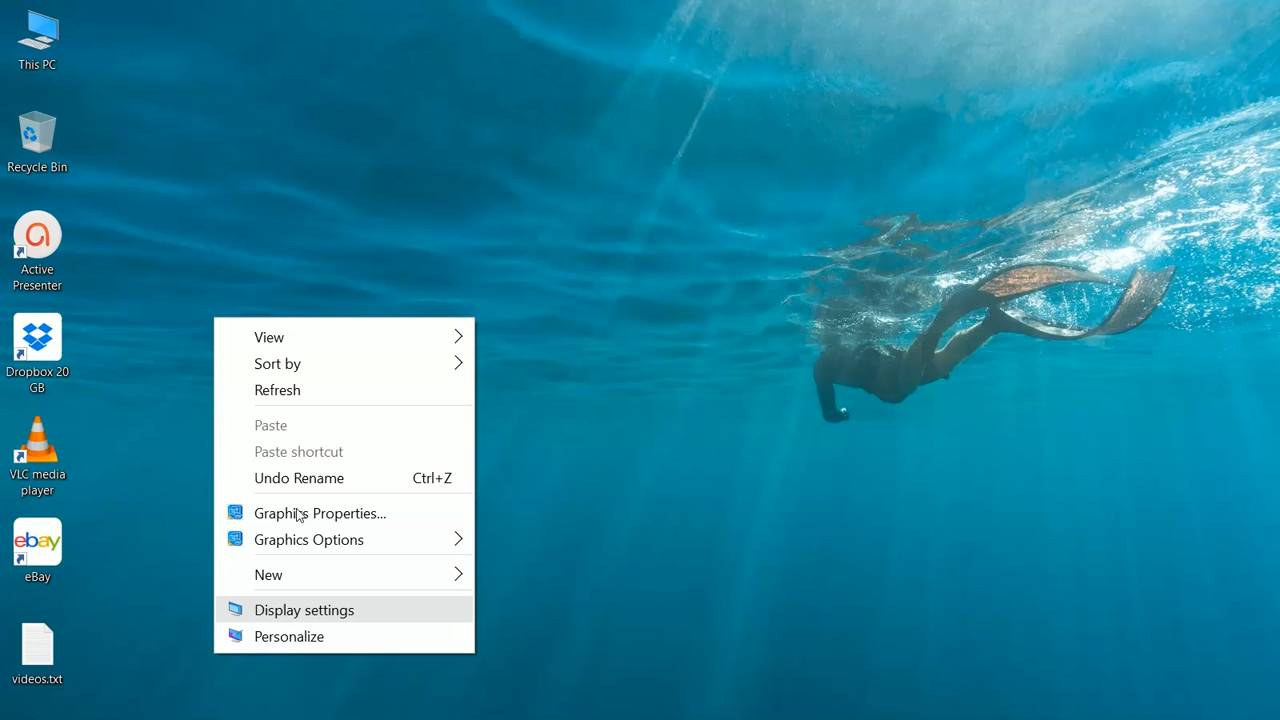 This PC
Recycle Bin
Active
Presenter
Dropbox 20
GB
VLC media
player
ebay
eBay
videos.txt
View
Sort by
Refresh
Paste
Paste shortcut
Undo Rename Ctrl+Z
Graphics Properties...
Graphics Options
New
Display settings
Personalize